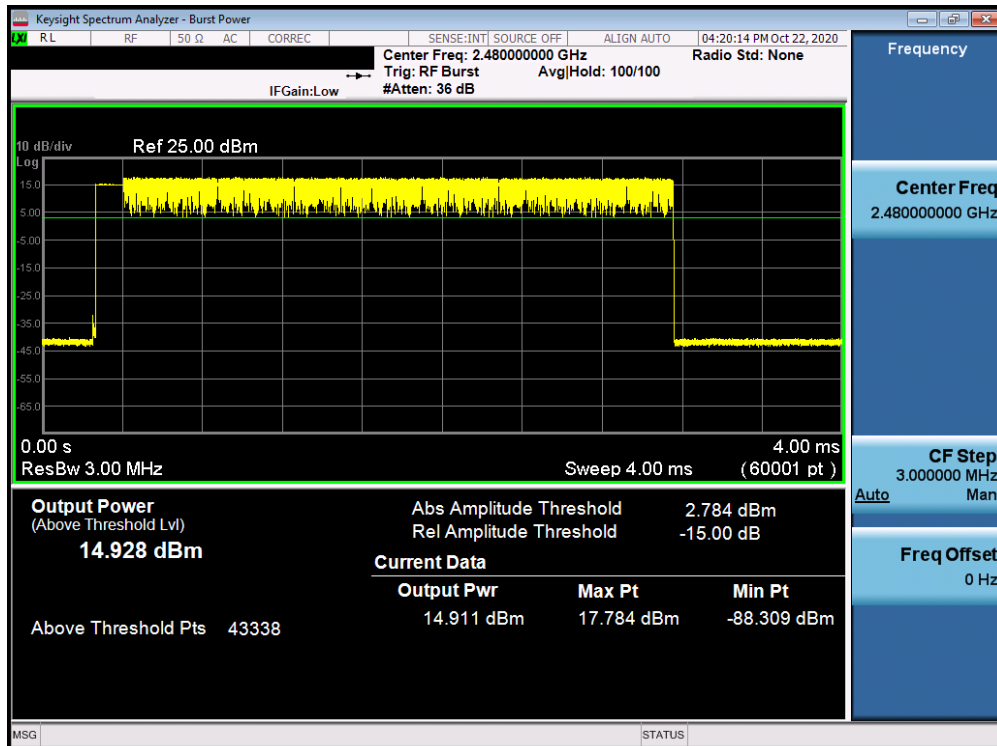 Keysight Spectrum Analyzer - Burst Power
LXI RL RF 50 Ω AC CORREC SENSE:INT SOURCE OFF ALIGN AUTO 04:20:14 PM Oct 22, 2020
Center Freq: 2.480000000 GHz Radio Std: None
Trig: RF Burst Avg|Hold: 100/100
IFGain:Low #Atten: 36 dB
10 dB/div Ref 25.00 dBm
Log
15.0
5.00
-5.00
-15.0
-25.0
-35.0
-45.0
-55.0
-65.0
0.00 s 4.00 ms
ResBw 3.00 MHz Sweep 4.00 ms (60001 pt )
Output Power
(Above Threshold Lvl)
14.928 dBm
Above Threshold Pts 43338
Abs Amplitude Threshold 2.784 dBm
Rel Amplitude Threshold -15.00 dB
Current Data
Output Pwr Max Pt Min Pt
14.911 dBm 17.784 dBm -88.309 dBm
MSG STATUS
Frequency
Center Freq
2.480000000 GHz
CF Step
3.000000 MHz
Auto Man
Freq Offset
0 Hz